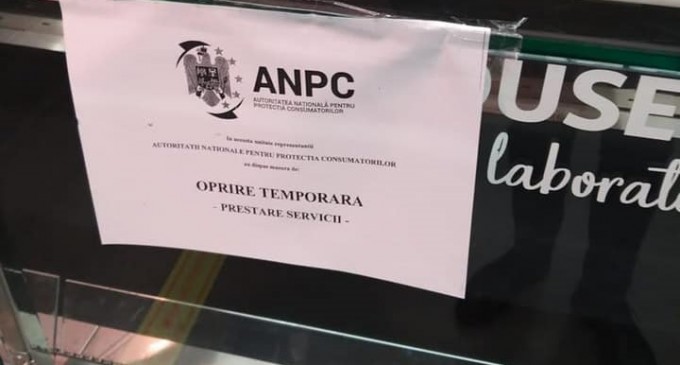 ANPC
AUTORITATEA NAȚIONALĂ PENTRU
PROTECȚIA CONSUMATORILOR
In aceasta unitate reprezentantii
AUTORITATII NATIONALE PENTRU PROTECTIA CONSUMATORILOR
au dispus masura de:
OPRIRE TEMPORARA
- PRESTARE SERVICII -
OUSE
laborat